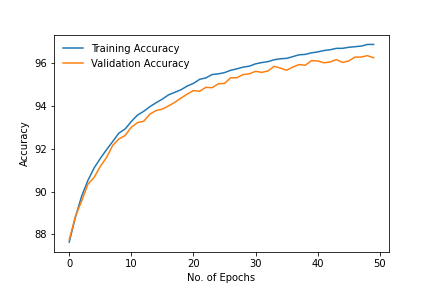 Training Accuracy
Validation Accuracy
96
94
92
90
88
Accuracy
0 10 20 30 40 50
No. of Epochs